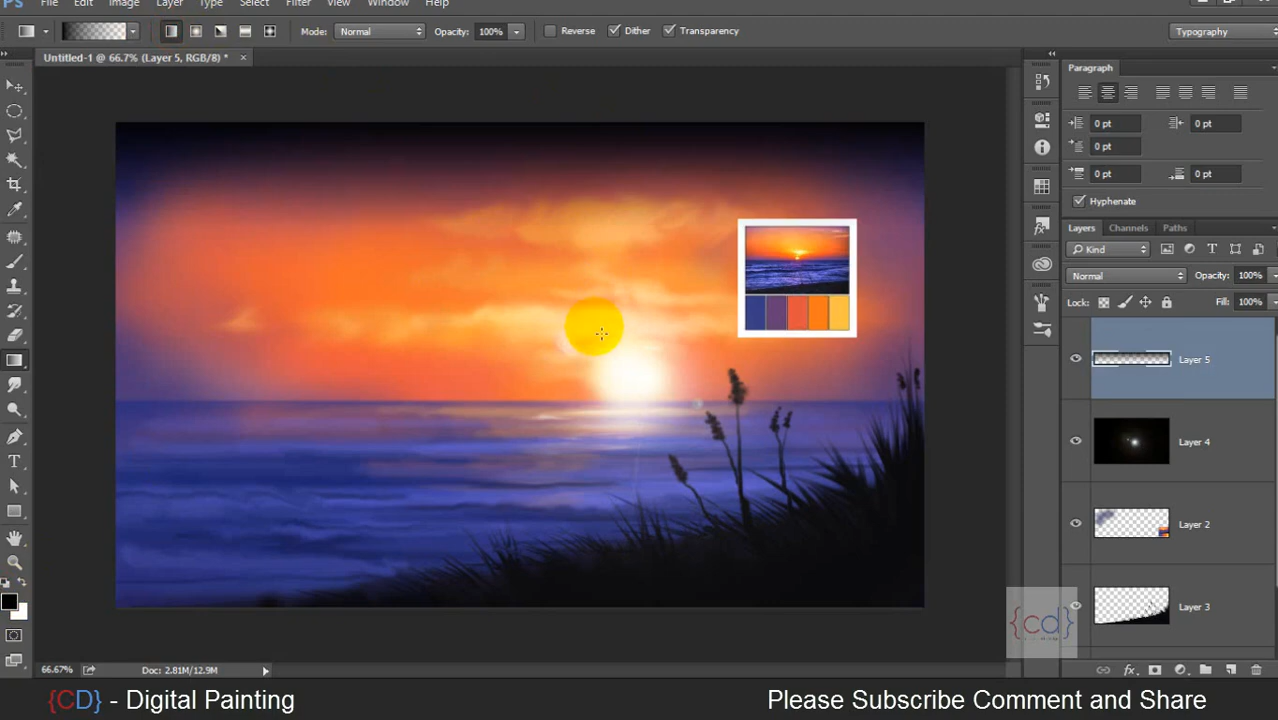 PS File Edit Image Layer Type Select Filter View Window Help
Mode: Normal Opacity: 100% Reverse Dither Transparency Typography
Untitled-1 @ 66.7% (Layer 5, RGB/8) * ×
Paragraph
0 pt 0 pt
0 pt
0 pt 0 pt
Hyphenate
Layers Channels Paths
Kind
Normal Opacity: 100%
Lock: Fill: 100%
Layer 5
Layer 4
Layer 2
Layer 3
{cd}
66.67% Doc: 2.81M/12.9M
{CD} - Digital Painting Please Subscribe Comment and Share